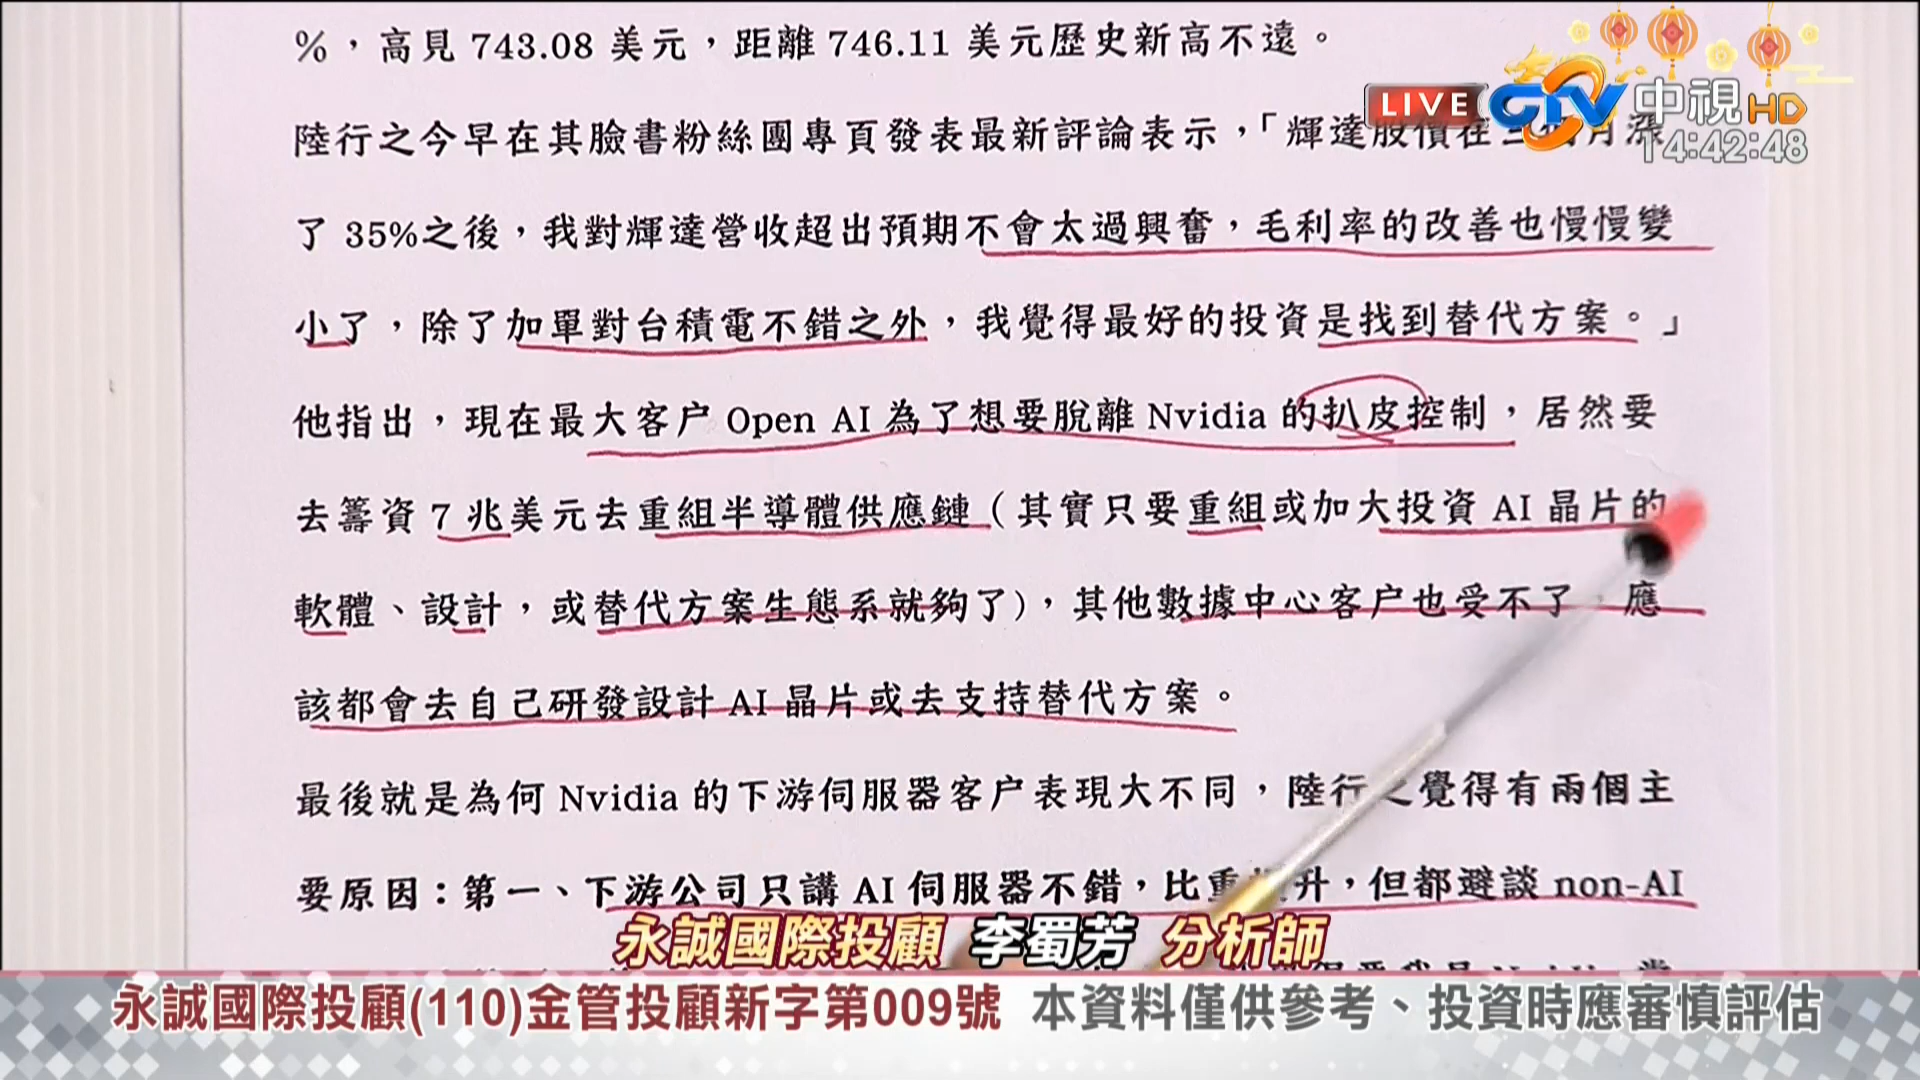 %，高見 743.08 美元，距離 746.11 美元歷史新高不遠。
陸行之今早在其臉書粉絲團專頁發表最新評論表示，「輝達股價在三個月漲
了 35%之後，我對輝達營收超出預期不會太過興奮，毛利率的改善也慢慢變
小了，除了加單對台積電不錯之外，我覺得最好的投資是找到替代方案。」
他指出，現在最大客户 Open AI 為了想要脫離 Nvidia 的扒皮控制，居然要
去籌資 7 兆美元去重組半導體供應鏈（其實只要重組或加大投資 AI 晶片的
軟體、設計，或替代方案生態系就夠了)，其他數據中心客户也受不了，應
該都會去自己研發設計 AI 晶片或去支持替代方案。
最後就是為何 Nvidia 的下游伺服器客户表現大不同，陸行之覺得有兩個主
要原因：第一、下游公司只講 AI 伺服器不錯，比重提升，但都避談 non-AI
LIVE CTV 中視 HD
14:42:48
永誠國際投顧 李蜀芳 分析師
永誠國際投顧(110)金管投顧新字第009號 本資料僅供參考、投資時應審慎評估